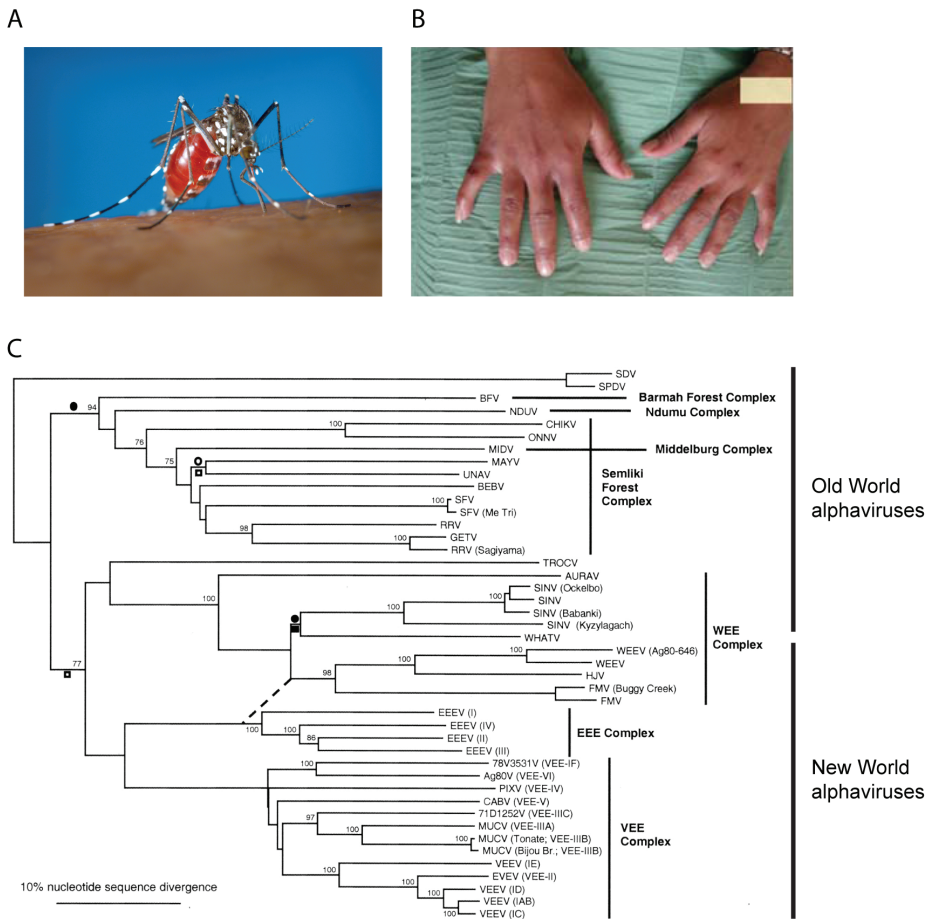 A
B
C
SDV
SPDV
94
BFV
Barmah Forest Complex
NDUV
Ndumu Complex
100
CHIKV
ONNV
76
MIDV
Middelburg Complex
75
MAYV
UNAV
Semliki
Forest
Complex
BEBV
100
SFV
SFV (Me Tri)
98
RRV
100
GETV
RRV (Sagiyama)
Old World
alphaviruses
TROCV
100
AURAV
100
SINV (Ockelbo)
SINV
100
SINV (Babanki)
SINV (Kyzylagach)
WHATV
WEE
Complex
100
WEEV (Ag80-646)
100
WEEV
HJV
98
FMV (Buggy Creek)
FMV
77
100
EEEV (I)
100
EEEV (IV)
86
EEEV (II)
EEEV (III)
EEE Complex
100
78V3531V (VEE-IF)
Ag80V (VEE-VI)
PIXV (VEE-IV)
CABV (VEE-V)
97
71D1252V (VEE-IIIC)
100
MUCV (VEE-IIIA)
100
MUCV (Tonate; VEE-IIIB)
MUCV (Bijou Br.; VEE-IIIB)
VEE
Complex
100
VEEV (IE)
100
EVEV (VEE-II)
100
VEEV (ID)
VEEV (IAB)
100
VEEV (IC)
New World
alphaviruses
10% nucleotide sequence divergence